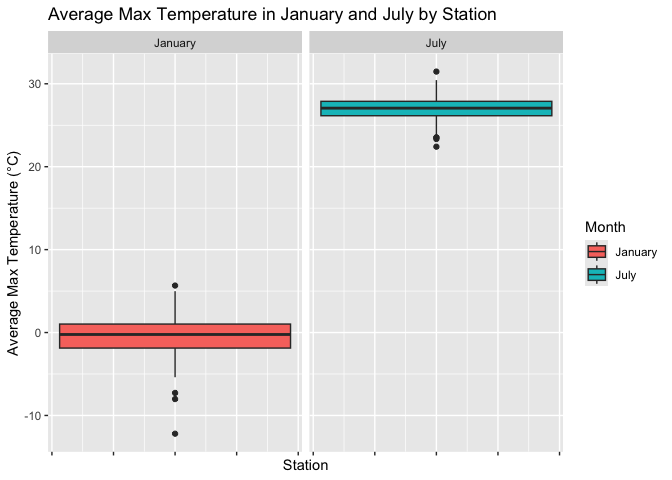 Average Max Temperature in January and July by Station
January
July
30
20
10
0
-10
Average Max Temperature (°C)
Station
Month
January
July